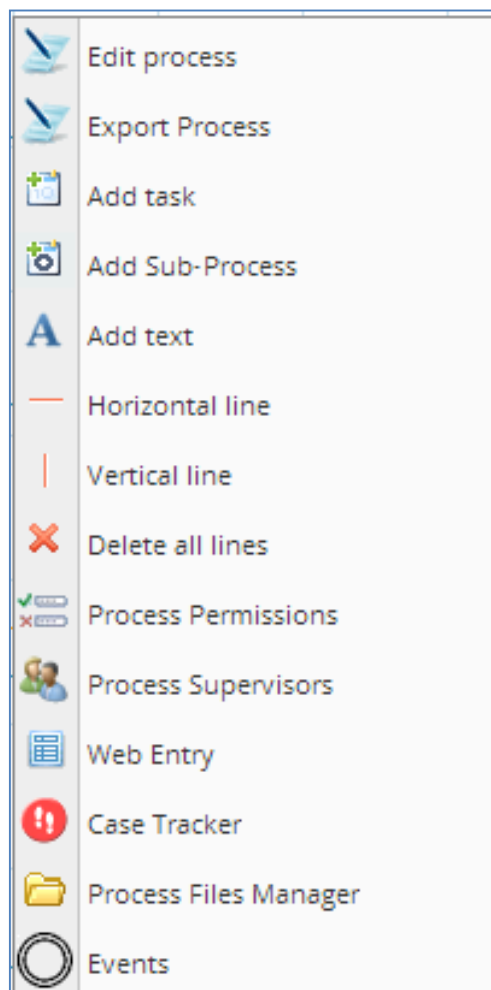 Edit process
Export Process
Add task
Add Sub-Process
Add text
Horizontal line
Vertical line
Delete all lines
Process Permissions
Process Supervisors
Web Entry
Case Tracker
Process Files Manager
Events